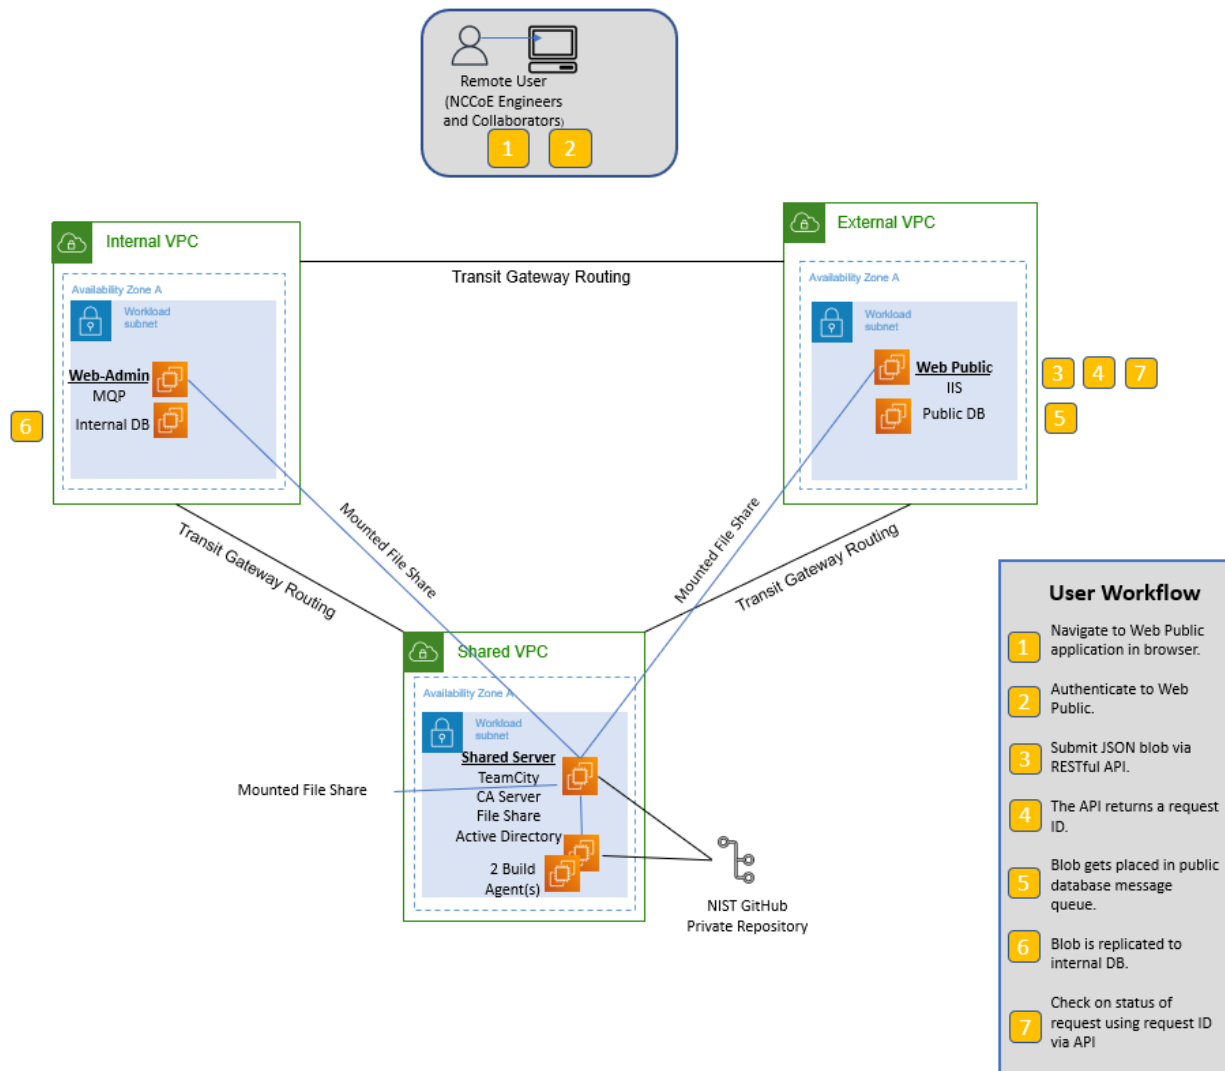 Remote User
(NCCoE Engineers
and Collaborators)
1
2
Internal VPC
Availability Zone A
Workload
subnet
Web-Admin
MQP
Internal DB
6
Transit Gateway Routing
External VPC
Availability Zone A
Workload
subnet
Web Public
IIS
Public DB
3
4
7
5
Transit Gateway Routing
Mounted File Share
Mounted File Share
Transit Gateway Routing
Shared VPC
Availability Zone A
Workload
subnet
Shared Server
TeamCity
CA Server
File Share
Active Directory
2 Build
Agent(s)
Mounted File Share
NIST GitHub
Private Repository
User Workflow
1
Navigate to Web Public
application in browser.
2
Authenticate to Web
Public.
3
Submit JSON blob via
RESTful API.
4
The API returns a request
ID.
5
Blob gets placed in public
database message
queue.
6
Blob is replicated to
internal DB.
7
Check on status of
request using request ID
via API